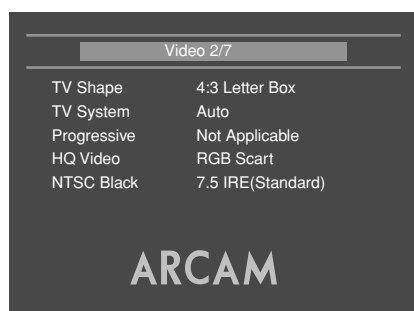 Video 2/7
TV Shape 4:3 Letter Box
TV System Auto
Progressive Not Applicable
HQ Video RGB Scart
NTSC Black 7.5 IRE(Standard)
ARCAM